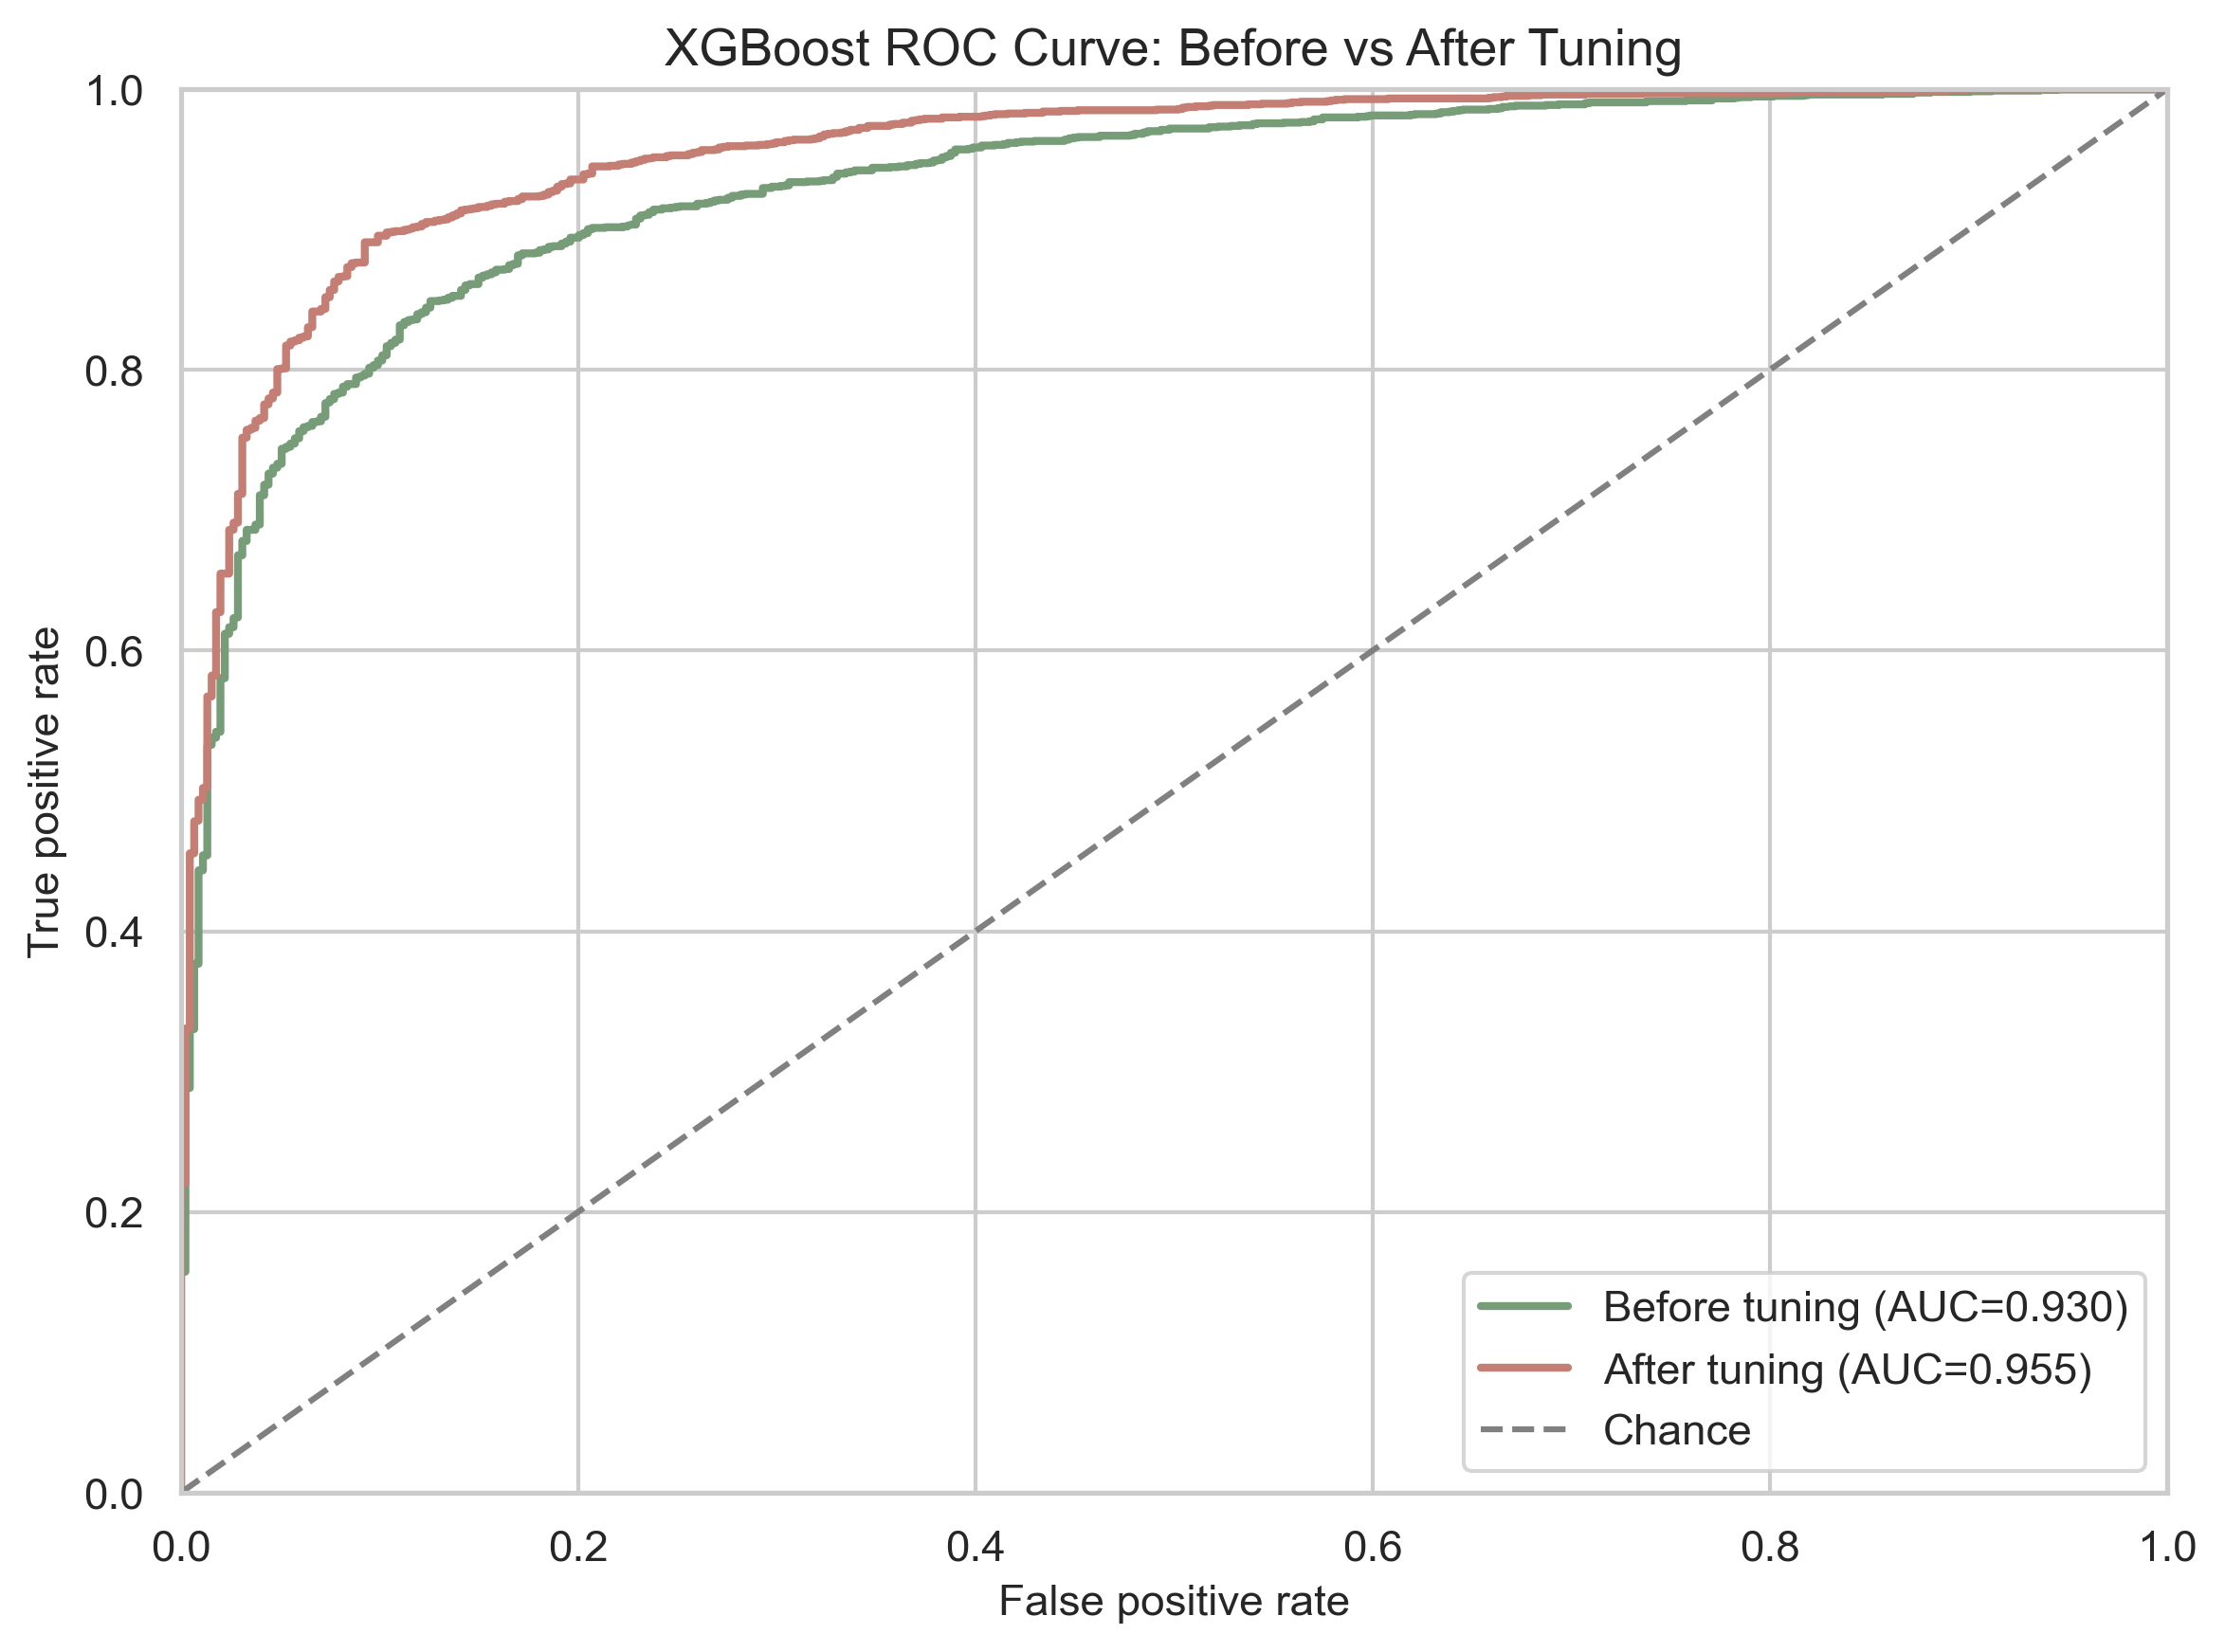 XGBoost ROC Curve: Before vs After Tuning
1.0
0.8
0.6
0.4
0.2
0.0
True positive rate
0.0 0.2 0.4 0.6 0.8 1.0
False positive rate
Before tuning (AUC=0.930)
After tuning (AUC=0.955)
Chance